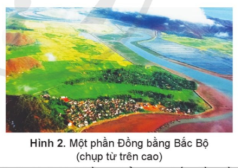 Hình 2. Một phần Đồng bằng Bắc Bộ
(chụp từ trên cao)